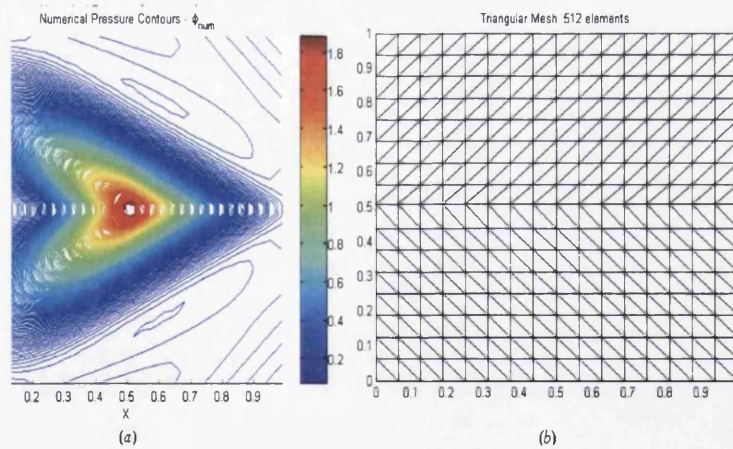 Numerical Pressure Contours - ϕnum
Triangular Mesh 512 elements
1.8
1.6
1.4
1.2
1
0.8
0.6
0.4
0.2
0.2 0.3 0.4 0.5 0.6 0.7 0.8 0.9
X
(a)
1
0.9
0.8
0.7
0.6
0.5
0.4
0.3
0.2
0.1
0
0 0.1 0.2 0.3 0.4 0.5 0.6 0.7 0.8 0.9
(b)